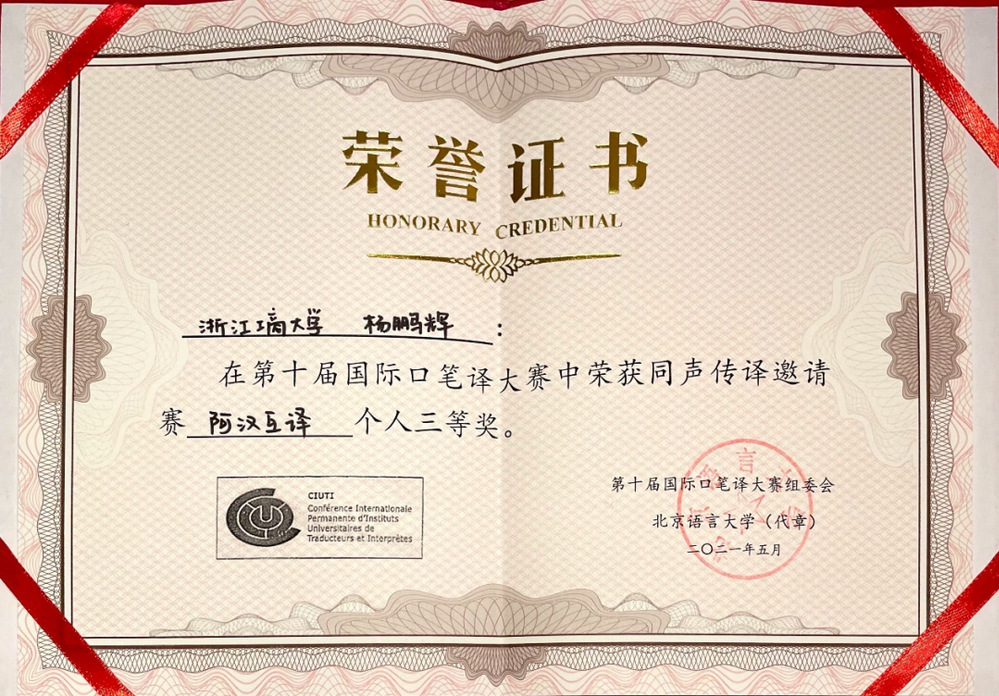 荣誉证书
HONORARY CREDENTIAL
浙江工商大学 杨鹏辉：
在第十届国际口笔译大赛中荣获同声传译邀请
赛 阿汉互译 个人三等奖。
CIUTI
Conférence Internationale
Permanente d'Instituts
Universitaires de
Traducteurs et Interprètes
第十届国际口笔译大赛组委会
北京语言大学（代章）
二〇二一年五月